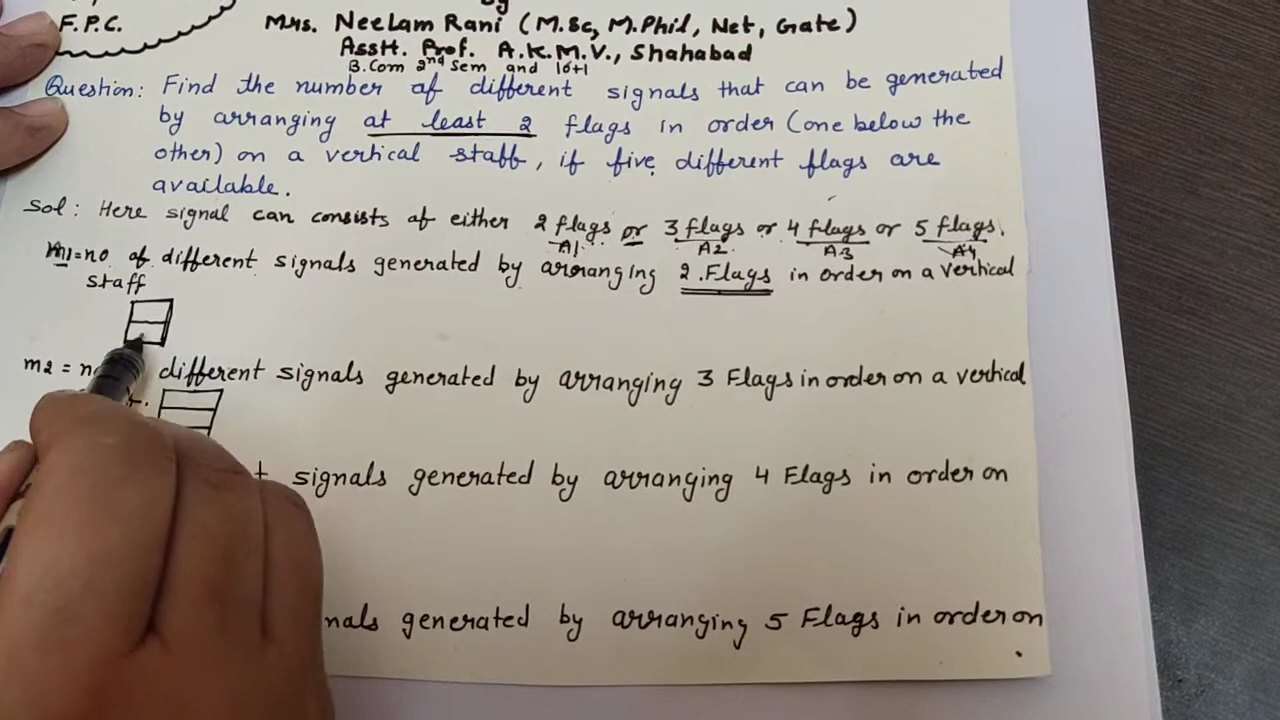 By
F.P.C.
Mrs. Neelam Rani (M.Sc, M.Phil, Net, Gate)
Asstt. Prof. A.K.M.V., Shahabad
B.Com 2nd Sem and 10+1
Question: Find the number of different signals that can be generated
by arranging at least 2 flags in order (one below the
other) on a vertical staff, if five different flags are
available.
Sol: Here signal can consists of either 2 flags or 3 flags or 4 flags or 5 flags.
A1 A2 A3 A4
m1 = no of different signals generated by arranging 2 Flags in order on a vertical
staff
m2 = no different signals generated by arranging 3 Flags in order on a vertical
signals generated by arranging 4 Flags in order on
nals generated by arranging 5 Flags in order on